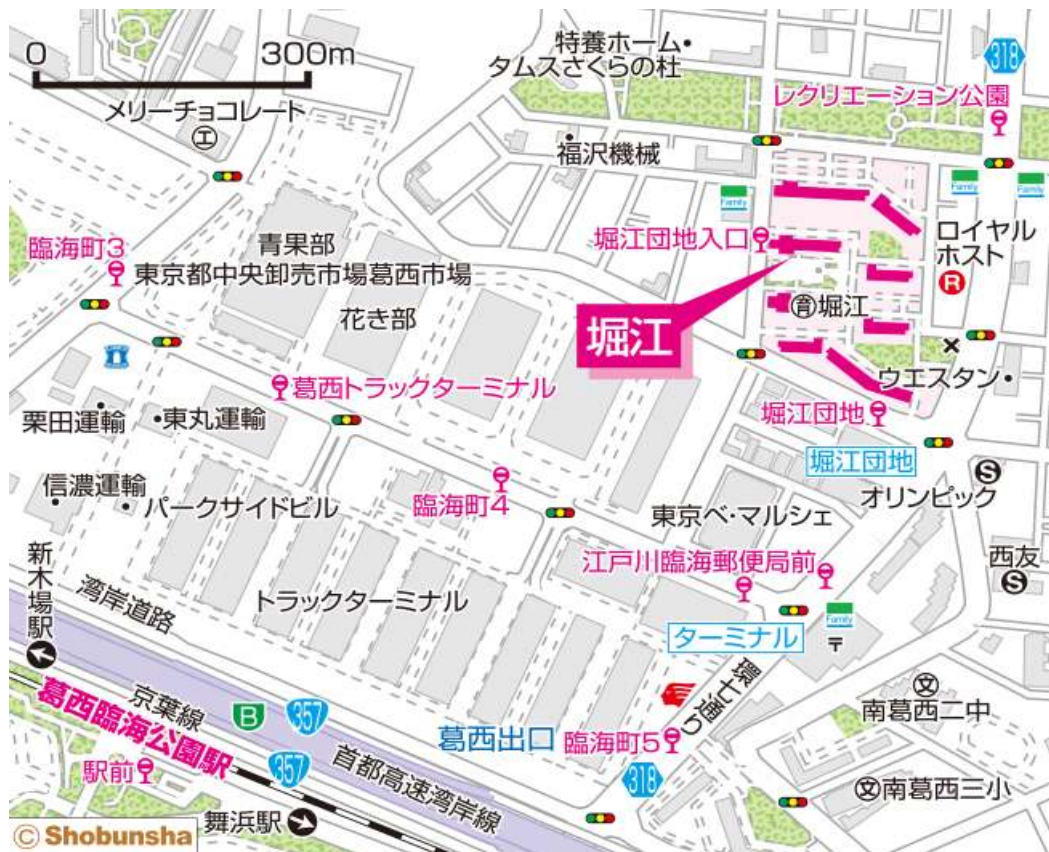 0 300m
特養ホーム・
タムスさくらの杜
318
レクリエーション公園
メリーチョコレート
工
福沢機械
Family
Family
Family
臨海町3
青果部
東京都中央卸売市場葛西市場
花き部
堀江団地入口
ロイヤル
ホスト
R
堀江
育堀江
ウエスタン・
葛西トラックターミナル
堀江団地
堀江団地
栗田運輸
・東丸運輸
オリンピック
S
信濃運輸
パークサイドビル
臨海町4
東京べ・マルシェ
江戸川臨海郵便局前
西友
S
新木場駅
湾岸道路
トラックターミナル
ターミナル
Family
〒
環七通り
文
南葛西二中
葛西臨海公園駅
京葉線
B
357
357
葛西出口
臨海町5
318
首都高速湾岸線
文南葛西三小
駅前
舞浜駅
© Shobunsha